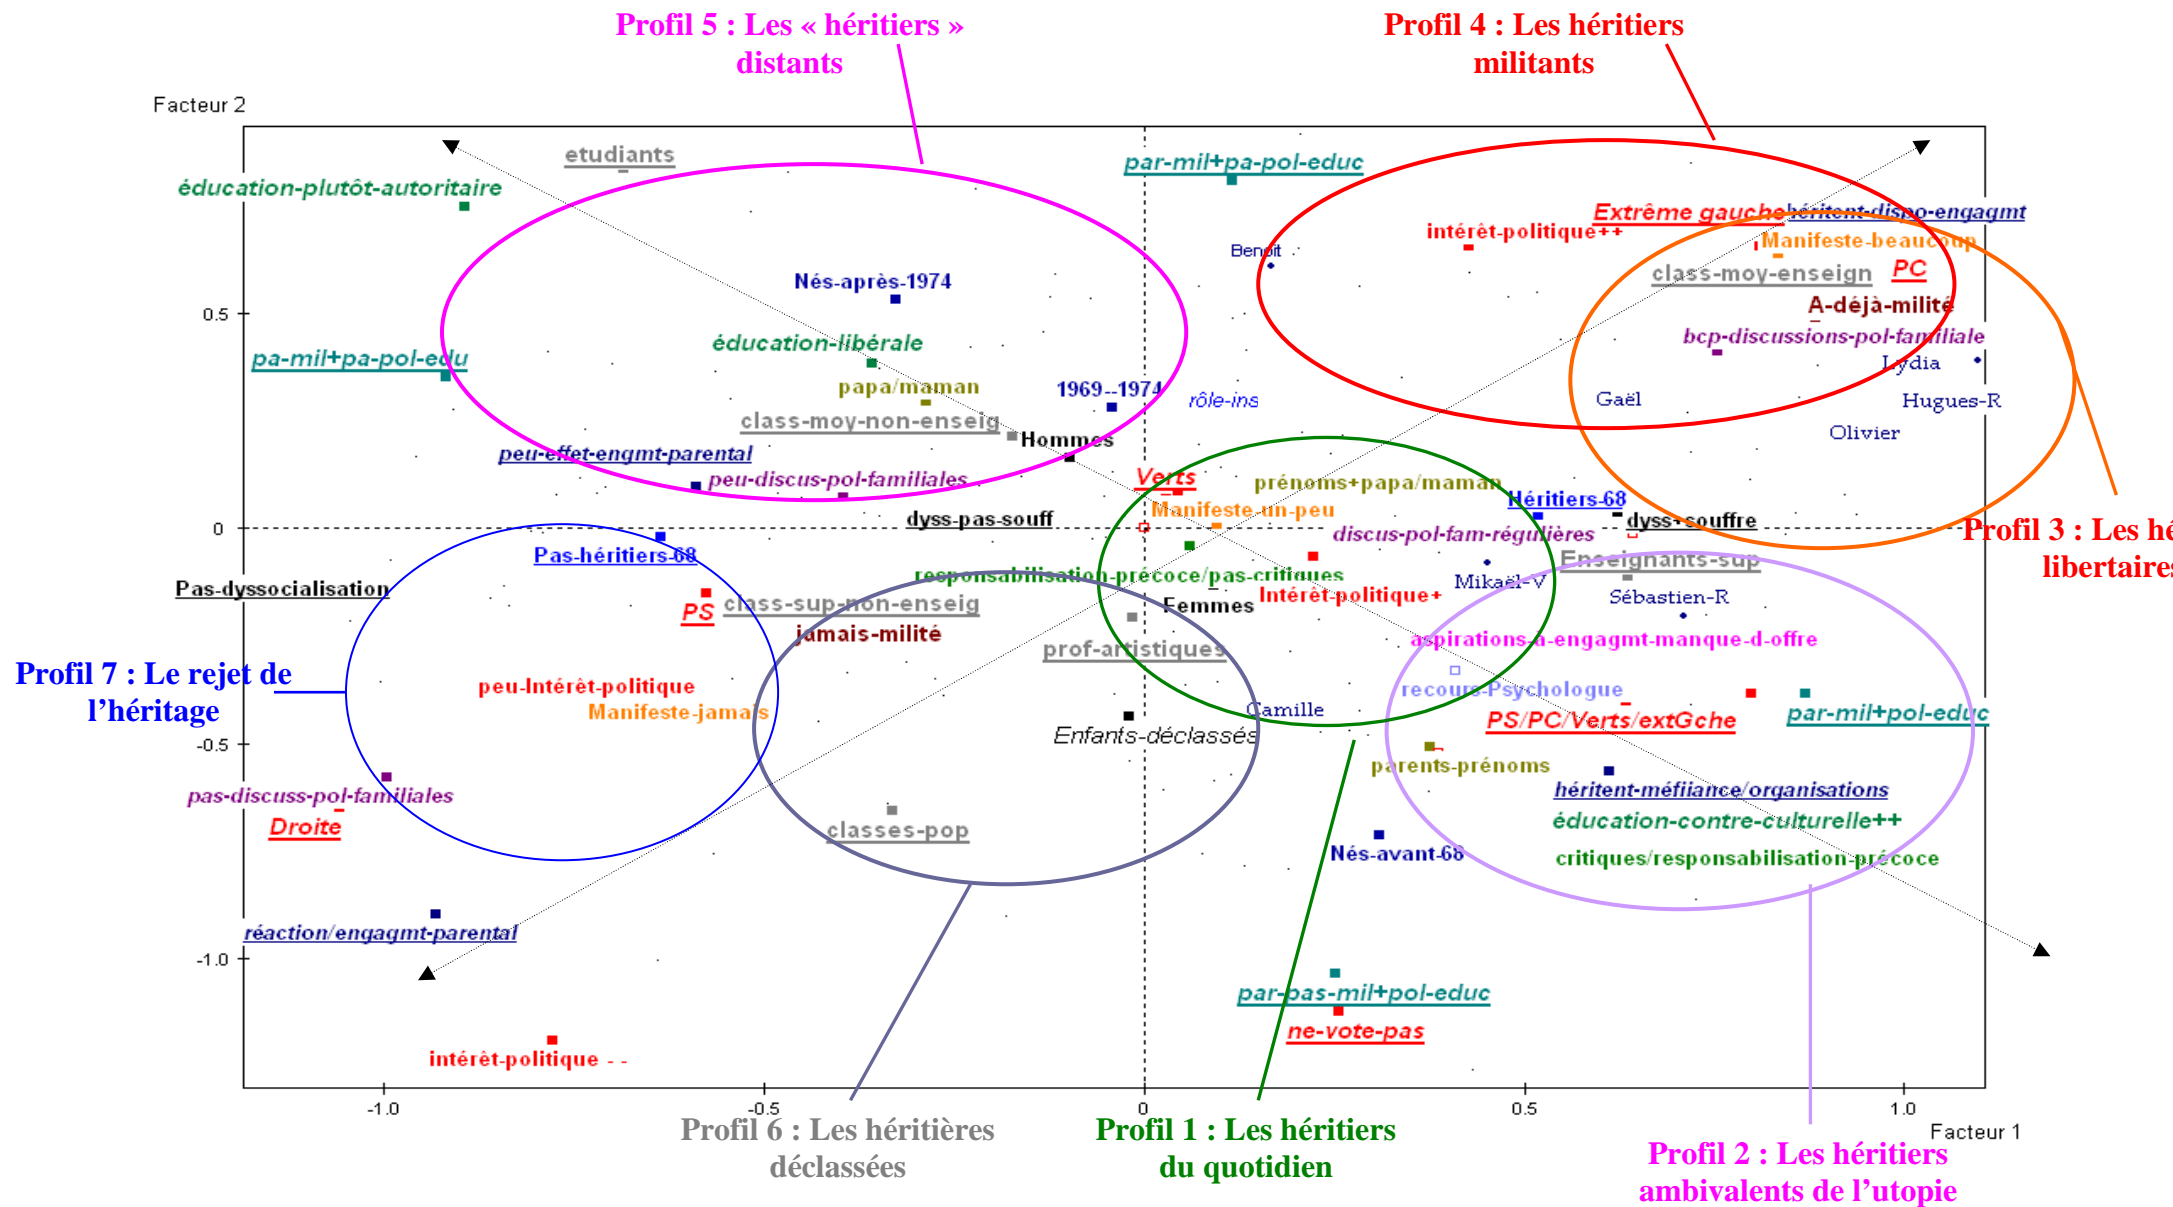 Profil 5 : Les « héritiers »
distants
Profil 4 : Les héritiers
militants
Facteur 2
etudiants
par-mil+pa-pol-educ
éducation-plutôt-autoritaire
Extrême gauche
héritent-dispo-engagmt
intérêt-politique++
Manifeste-beaucoup
Benoit
class-moy-enseign
PC
Nés-après-1974
A-déjà-milité
0.5
bcp-discussions-pol-familiale
éducation-libérale
pa-mil+pa-pol-edu
Lydia
papa/maman
1969--1974
rôle-ins
Gaël
Hugues-R
class-moy-non-enseig
Hommes
Olivier
peu-effet-engmt-parental
peu-discus-pol-familiales
Verts
prénoms+papa/maman
Héritiers-68
Manifeste-un-peu
dyss-pas-souff
dyss+souffre
0
discus-pol-fam-régulières
Profil 3 : Les hé
libertaires
Pas-héritiers-68
Enseignants-sup
responsabilisation-précoce/pas-critiques
Mikaël-V
Pas-dyssocialisation
Intérêt-politique+
Sébastien-R
PS
class-sup-non-enseig
Femmes
jamais-milité
aspirations-à-engagmt-manque-d-offre
prof-artistiques
Profil 7 : Le rejet de
l’héritage
peu-Intérêt-politique
recours-Psychologue
Manifeste-jamais
Camille
PS/PC/Verts/extGche
par-mil+pol-educ
-0.5
Enfants-déclassés
parents-prénoms
pas-discuss-pol-familiales
héritent-méfiiance/organisations
Droite
classes-pop
éducation-contre-culturelle++
Nés-avant-68
critiques/responsabilisation-précoce
réaction/engagmt-parental
-1.0
par-pas-mil+pol-educ
ne-vote-pas
intérêt-politique - -
-1.0
-0.5
0
0.5
1.0
Facteur 1
Profil 6 : Les héritières
déclassées
Profil 1 : Les héritiers
du quotidien
Profil 2 : Les héritiers
ambivalents de l’utopie